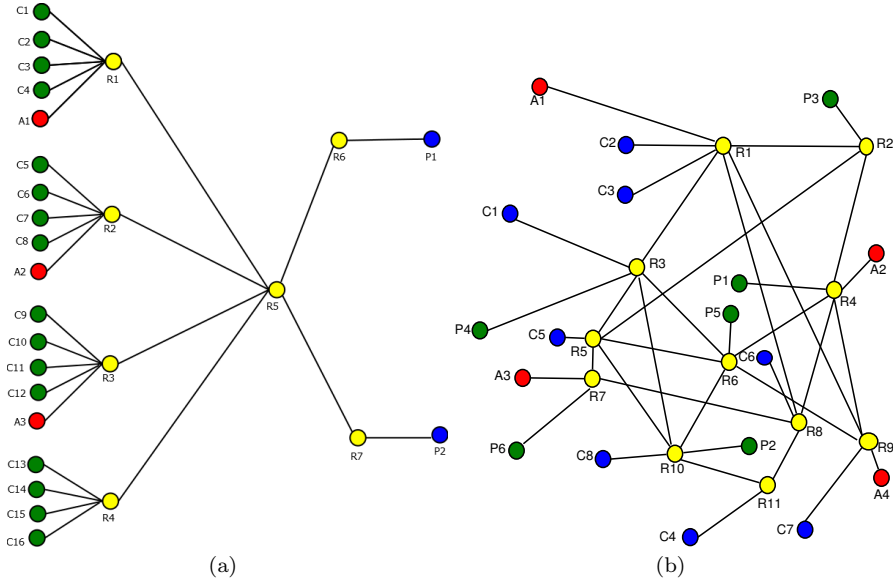 C1
C2
C3
C4
A1
R1
C5
C6
C7
C8
A2
R2
C9
C10
C11
C12
A3
R3
C13
C14
C15
C16
R4
R5
R6
P1
R7
P2
(a)
A1
P3
C2
R1
R2
C3
C1
A2
R3
P1
R4
P4
P5
C5
R5
C6
R6
A3
R7
R8
R9
P6
C8
P2
R10
A4
R11
C4
C7
(b)